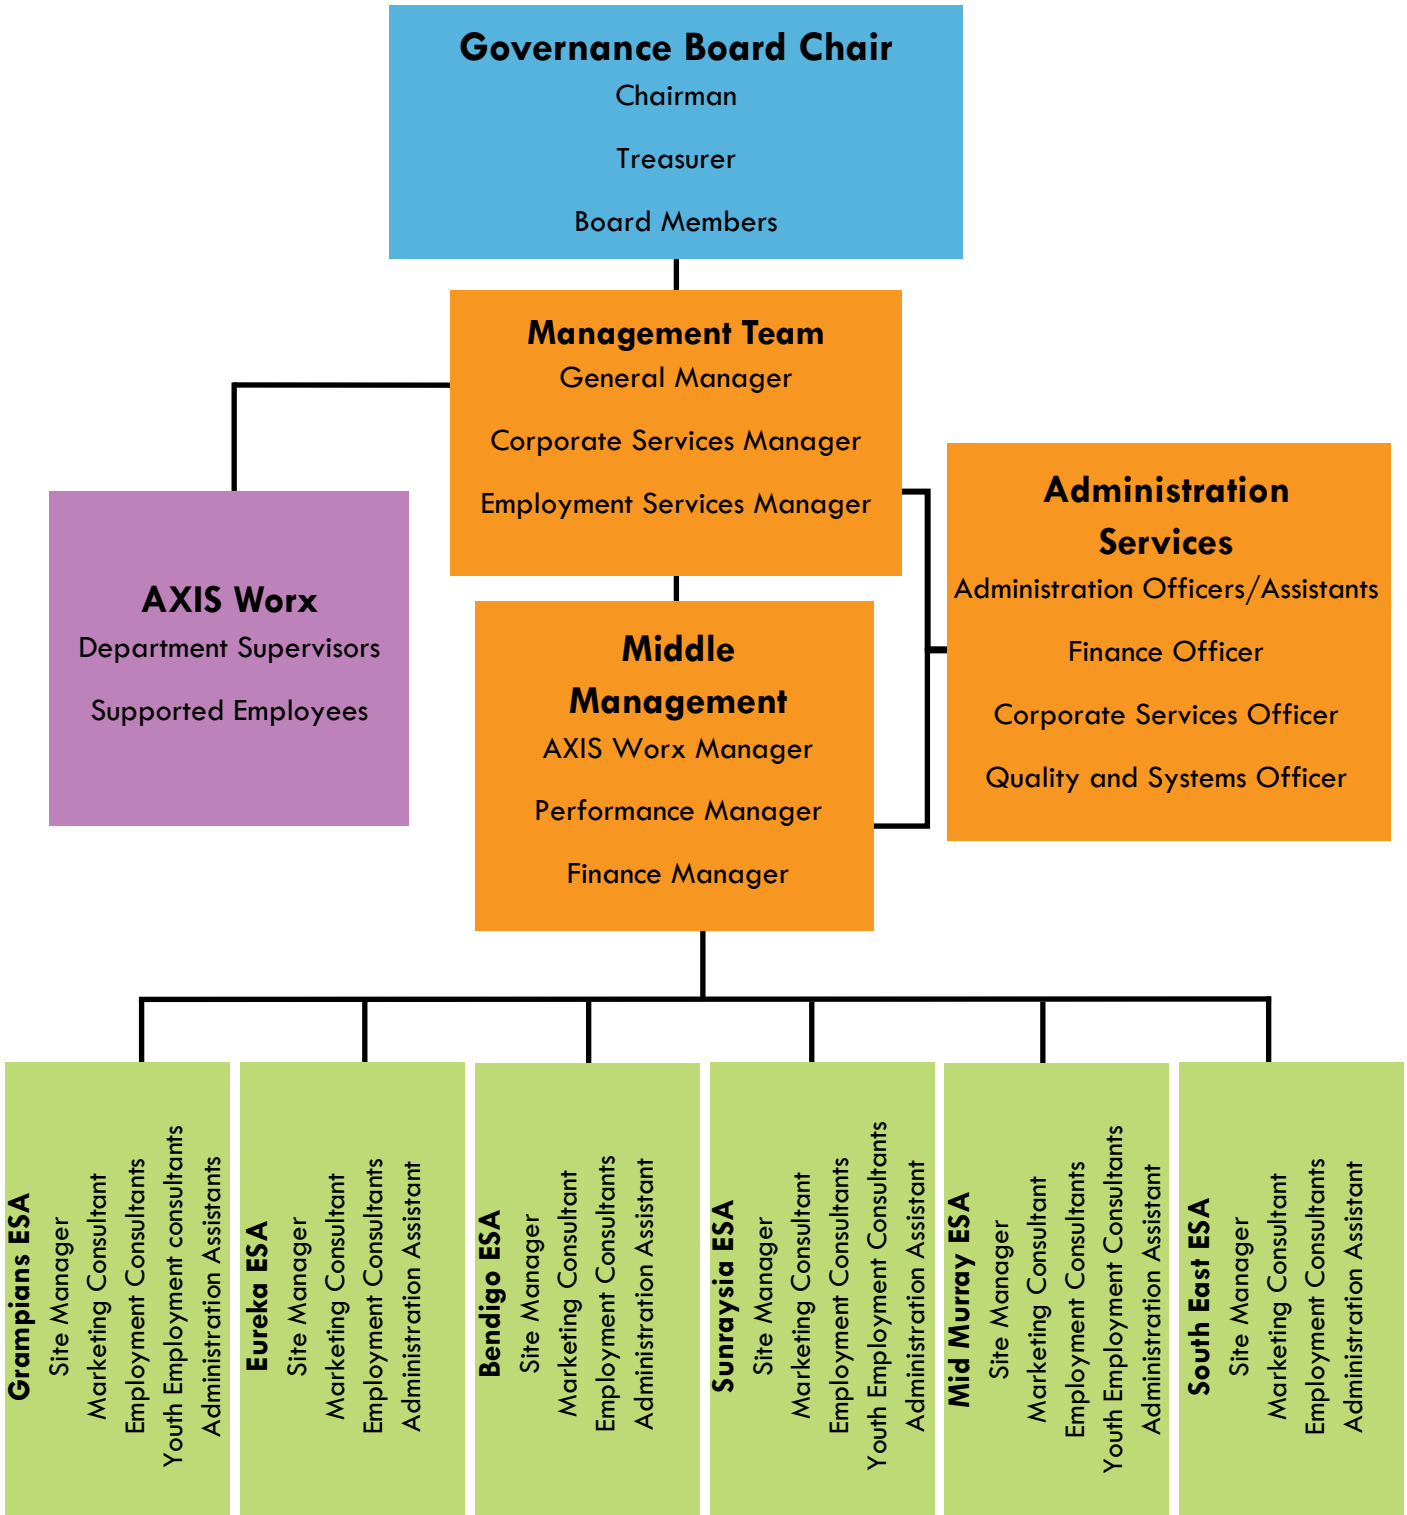 Governance Board Chair
Chairman
Treasurer
Board Members
Management Team
General Manager
Corporate Services Manager
Employment Services Manager
AXIS Worx
Department Supervisors
Supported Employees
Administration
Services
Administration Officers/Assistants
Finance Officer
Corporate Services Officer
Quality and Systems Officer
Middle
Management
AXIS Worx Manager
Performance Manager
Finance Manager
Grampians ESA
Site Manager
Marketing Consultant
Employment Consultants
Youth Employment consultants
Administration Assistants
Eureka ESA
Site Manager
Marketing Consultant
Employment Consultants
Administration Assistant
Bendigo ESA
Site Manager
Marketing Consultant
Employment Consultants
Administration Assistant
Sunraysia ESA
Site Manager
Marketing Consultant
Employment Consultants
Youth Employment Consultants
Administration Assistant
Mid Murray ESA
Site Manager
Marketing Consultant
Employment Consultants
Youth Employment Consultants
Administration Assistant
South East ESA
Site Manager
Marketing Consultant
Employment Consultants
Administration Assistant